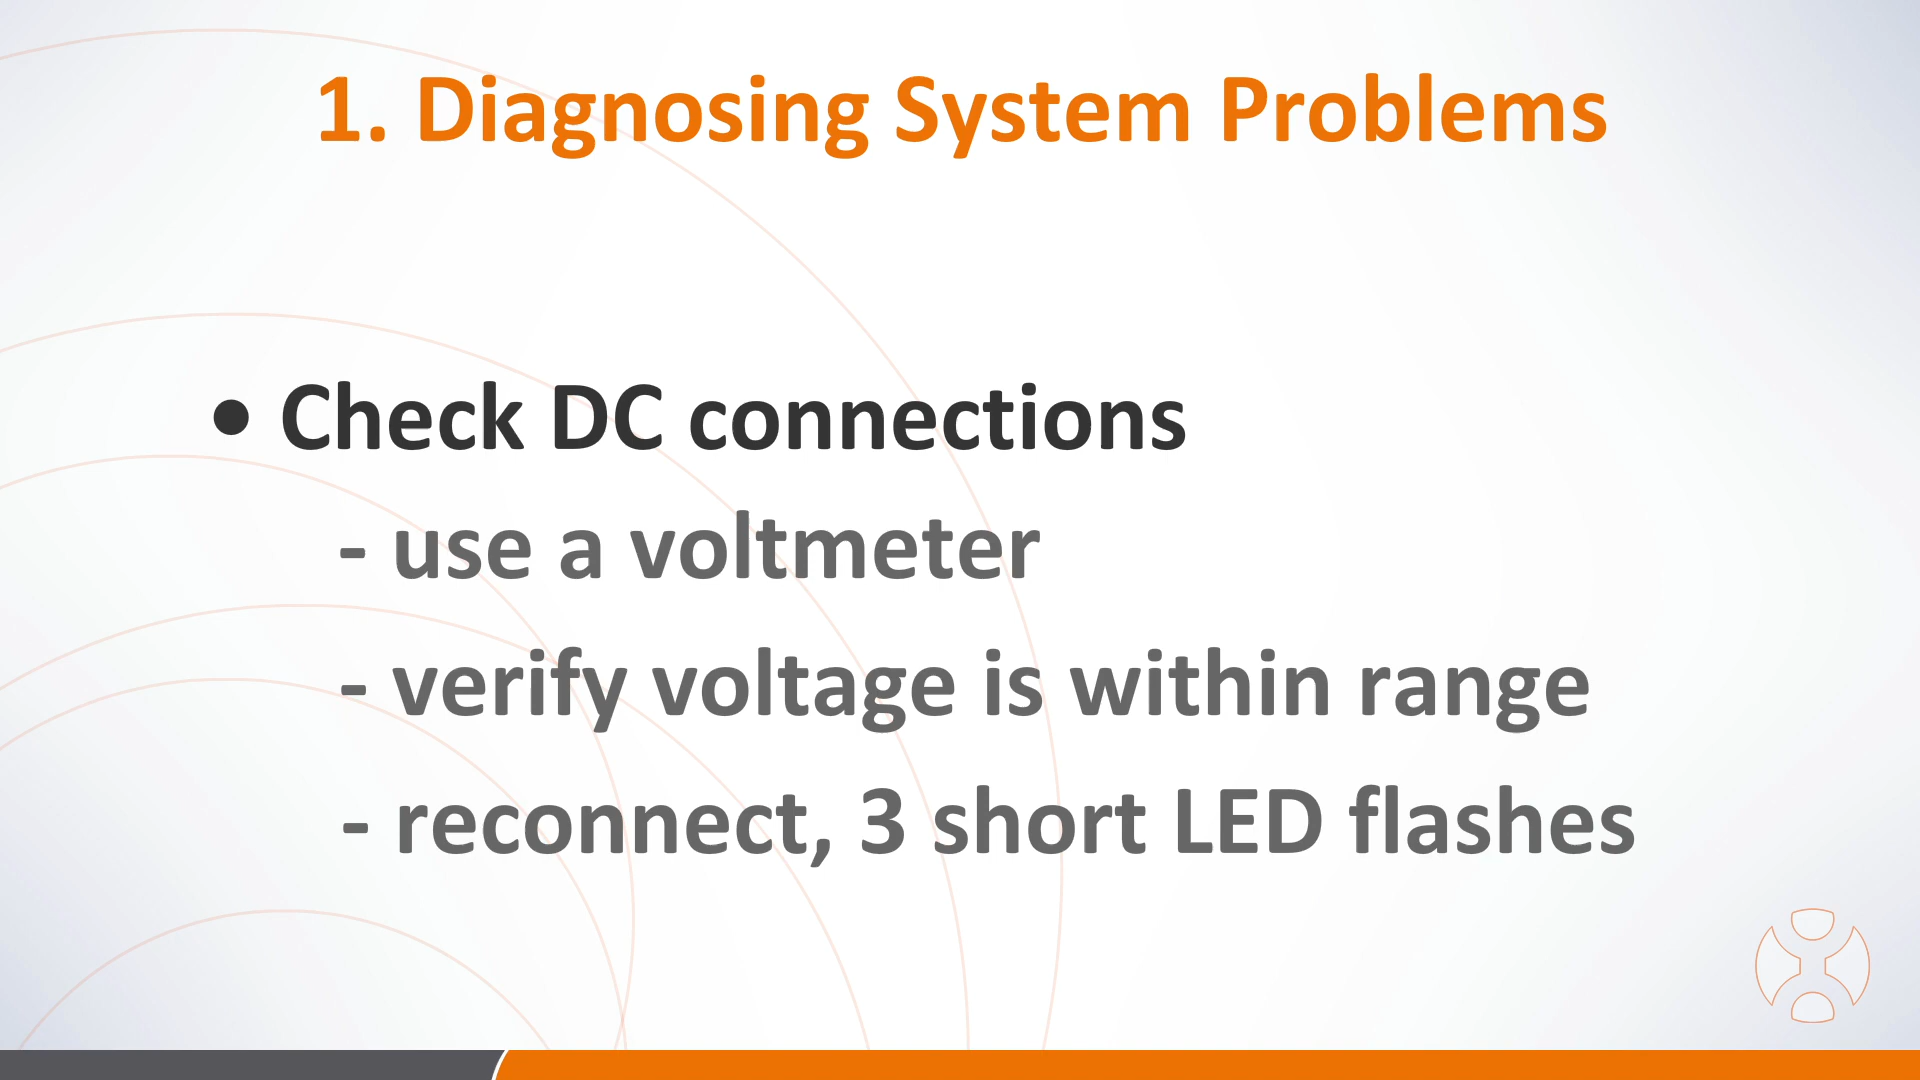 1. Diagnosing System Problems
• Check DC connections
- use a voltmeter
- verify voltage is within range
- reconnect, 3 short LED flashes